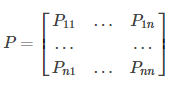 P₁₁ … P₁ₙ
P = … …
Pₙ₁ … Pₙₙ